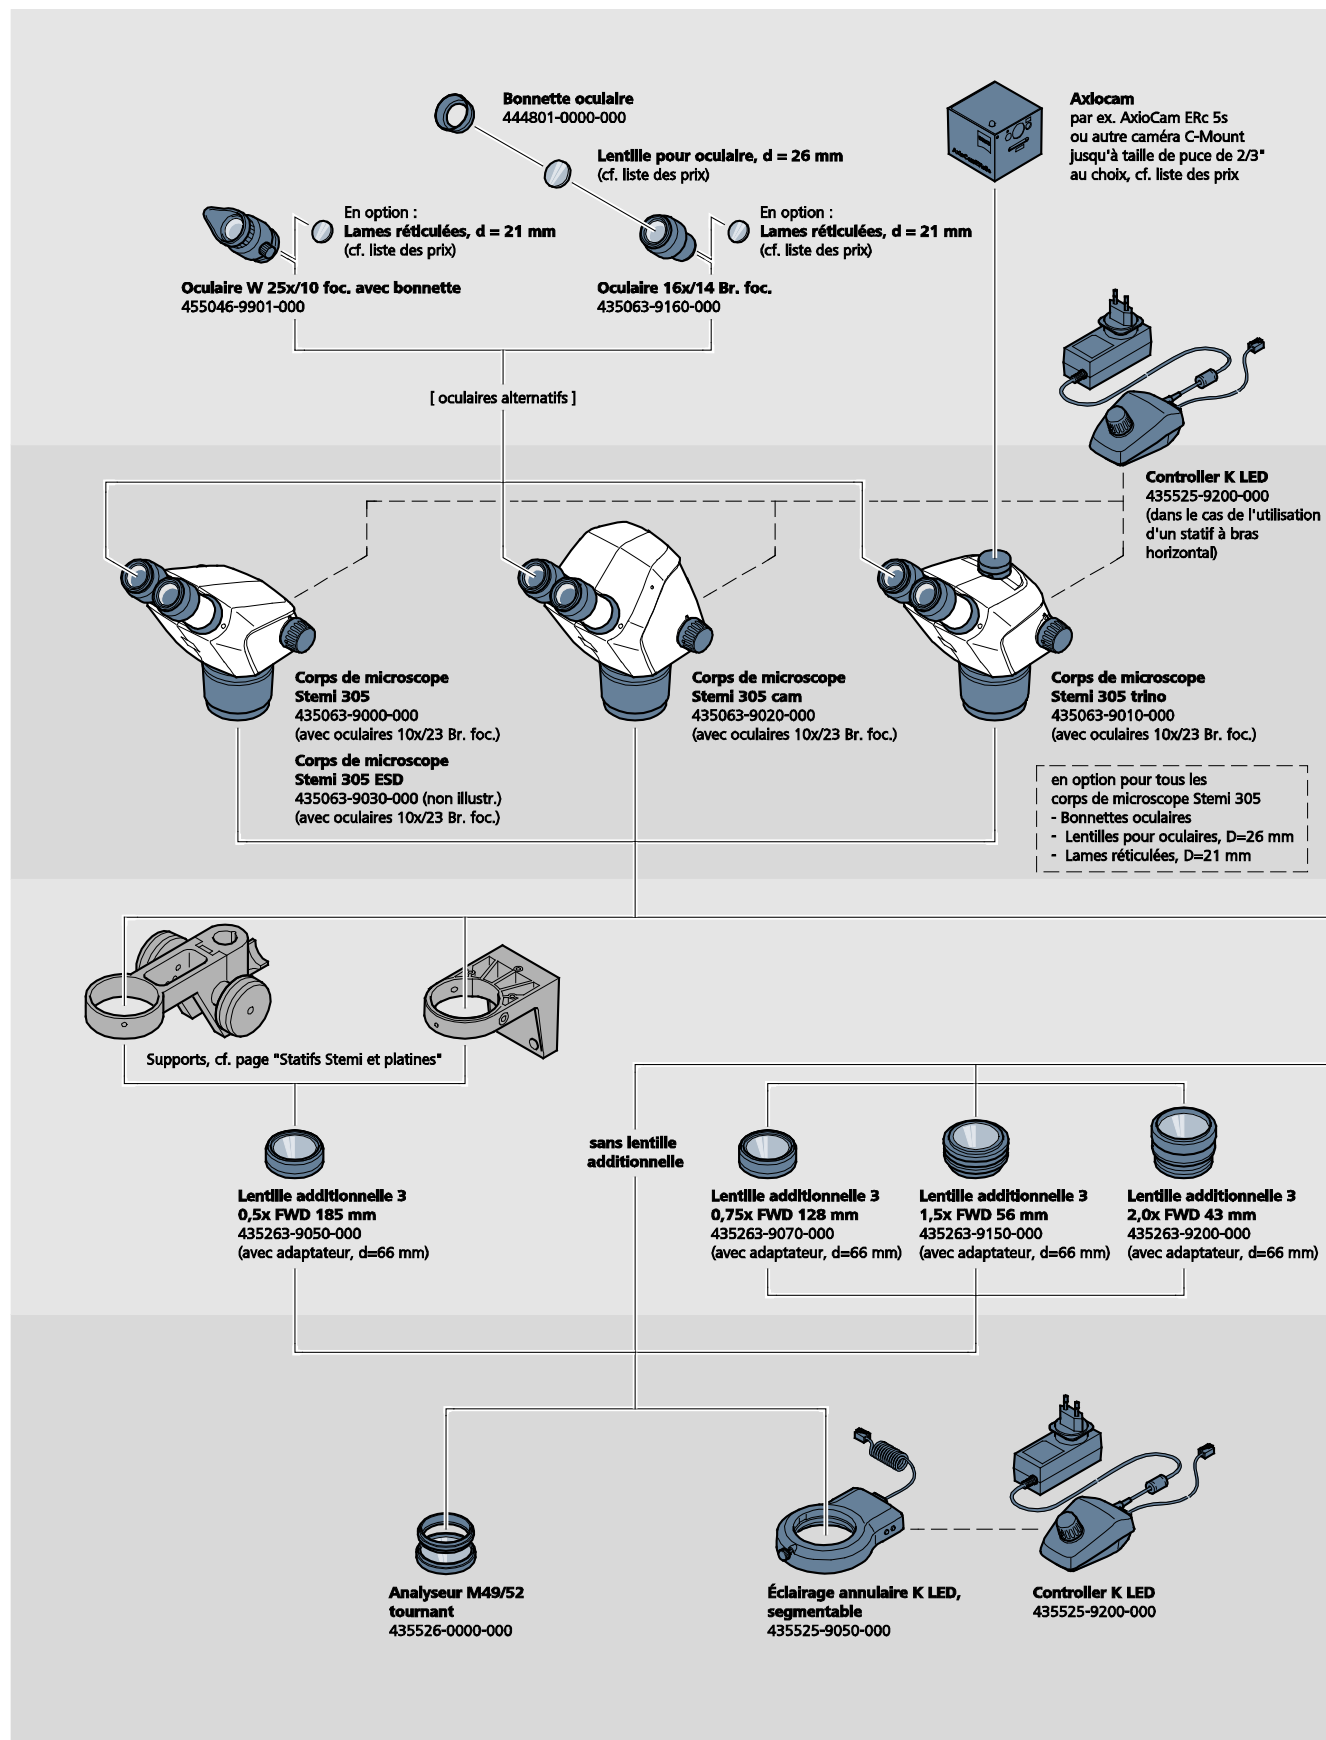 Bonnette oculaire
444801-0000-000
Lentille pour oculaire, d = 26 mm
(cf. liste des prix)
En option :
Lames réticulées, d = 21 mm
(cf. liste des prix)
En option :
Lames réticulées, d = 21 mm
(cf. liste des prix)
Axiocam
par ex. AxioCam ERc 5s
ou autre caméra C-Mount
jusqu'à taille de puce de 2/3"
au choix, cf. liste des prix
Oculaire W 25x/10 foc. avec bonnette
455046-9901-000
Oculaire 16x/14 Br. foc.
435063-9160-000
[ oculaires alternatifs ]
Controller K LED
435525-9200-000
(dans le cas de l'utilisation
d'un statif à bras
horizontal)
Corps de microscope
Stemi 305
435063-9000-000
(avec oculaires 10x/23 Br. foc.)
Corps de microscope
Stemi 305 ESD
435063-9030-000 (non illustr.)
(avec oculaires 10x/23 Br. foc.)
Corps de microscope
Stemi 305 cam
435063-9020-000
(avec oculaires 10x/23 Br. foc.)
Corps de microscope
Stemi 305 trino
435063-9010-000
(avec oculaires 10x/23 Br. foc.)
en option pour tous les
corps de microscope Stemi 305
- Bonnettes oculaires
- Lentilles pour oculaires, D=26 mm
- Lames réticulées, D=21 mm
Supports, cf. page "Statifs Stemi et platines"
sans lentille
additionnelle
Lentille additionnelle 3
0,5x FWD 185 mm
435263-9050-000
(avec adaptateur, d=66 mm)
Lentille additionnelle 3
0,75x FWD 128 mm
435263-9070-000
(avec adaptateur, d=66 mm)
Lentille additionnelle 3
1,5x FWD 56 mm
435263-9150-000
(avec adaptateur, d=66 mm)
Lentille additionnelle 3
2,0x FWD 43 mm
435263-9200-000
(avec adaptateur, d=66 mm)
Analyseur M49/52
tournant
435526-0000-000
Éclairage annulaire K LED,
segmentable
435525-9050-000
Controller K LED
435525-9200-000